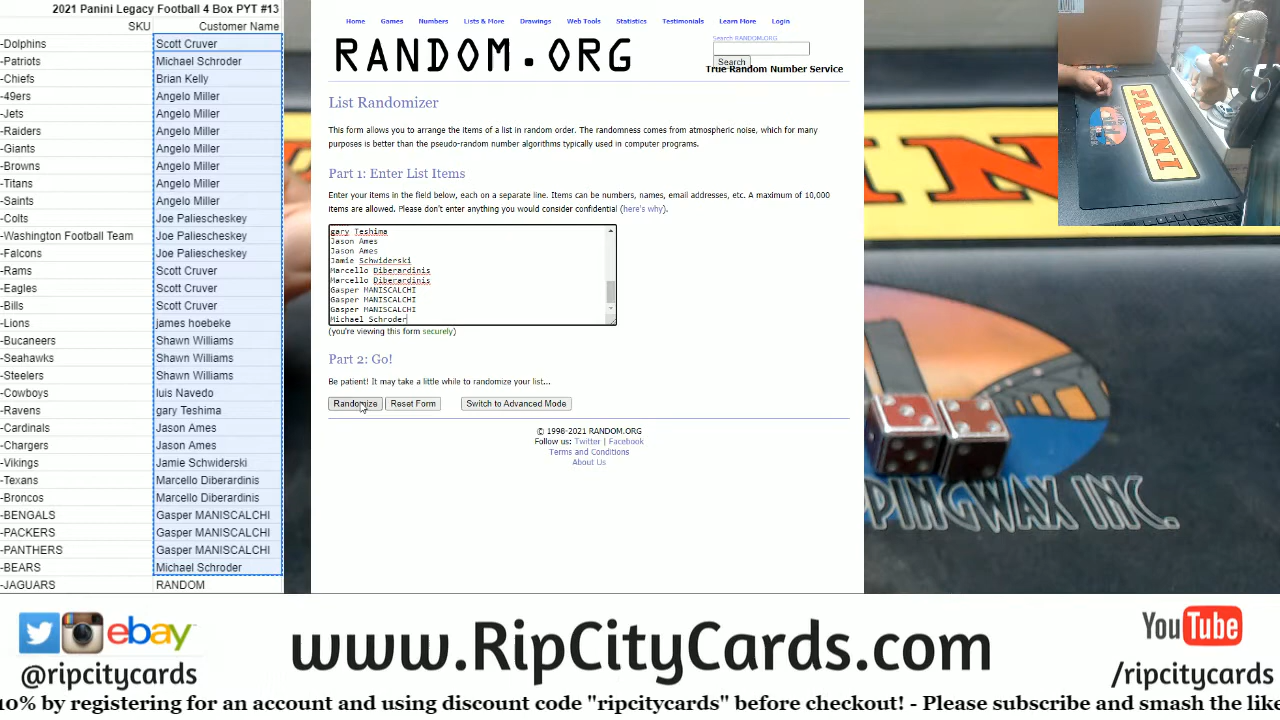 2021 Panini Legacy Football 4 Box PYT #13
SKU Customer Name
-Dolphins Scott Cruver
-Patriots Michael Schroder
-Chiefs Brian Kelly
-49ers Angelo Miller
-Jets Angelo Miller
-Raiders Angelo Miller
-Giants Angelo Miller
-Browns Angelo Miller
-Titans Angelo Miller
-Saints Angelo Miller
-Colts Joe Paliescheskey
-Washington Football Team Joe Paliescheskey
-Falcons Joe Paliescheskey
-Rams Scott Cruver
-Eagles Scott Cruver
-Bills Scott Cruver
-Lions james hoebeke
-Bucaneers Shawn Williams
-Seahawks Shawn Williams
-Steelers Shawn Williams
-Cowboys luis Navedo
-Ravens gary Teshima
-Cardinals Jason Ames
-Chargers Jason Ames
-Vikings Jamie Schwiderski
-Texans Marcello Diberardinis
-Broncos Marcello Diberardinis
-BENGALS Gasper MANISCALCHI
-PACKERS Gasper MANISCALCHI
-PANTHERS Gasper MANISCALCHI
-BEARS Michael Schroder
-JAGUARS RANDOM
Home Games Numbers Lists & More Drawings Web Tools Statistics Testimonials Learn More Login
RANDOM.ORG
Search RANDOM.ORG
Search
True Random Number Service
List Randomizer
This form allows you to arrange the items of a list in random order. The randomness comes from atmospheric noise, which for many
purposes is better than the pseudo-random number algorithms typically used in computer programs.
Part 1: Enter List Items
Enter your items in the field below, each on a separate line. Items can be numbers, names, email addresses, etc. A maximum of 10,000
items are allowed. Please don't enter anything you would consider confidential (here's why).
gary Teshima
Jason Ames
Jason Ames
Jamie Schwiderski
Marcello Diberardinis
Marcello Diberardinis
Gasper MANISCALCHI
Gasper MANISCALCHI
Gasper MANISCALCHI
Michael Schroder
(you're viewing this form securely)
Part 2: Go!
Be patient! It may take a little while to randomize your list...
Randomize Reset Form Switch to Advanced Mode
© 1998-2021 RANDOM.ORG
Follow us: Twitter | Facebook
Terms and Conditions
About Us
PANINI
NIN
PPINGWAX INC.
ebay
@ripcitycards
www.RipCityCards.com
YouTube
/ripcitycards
10% by registering for an account and using discount code "ripcitycards" before checkout! - Please subscribe and smash the like